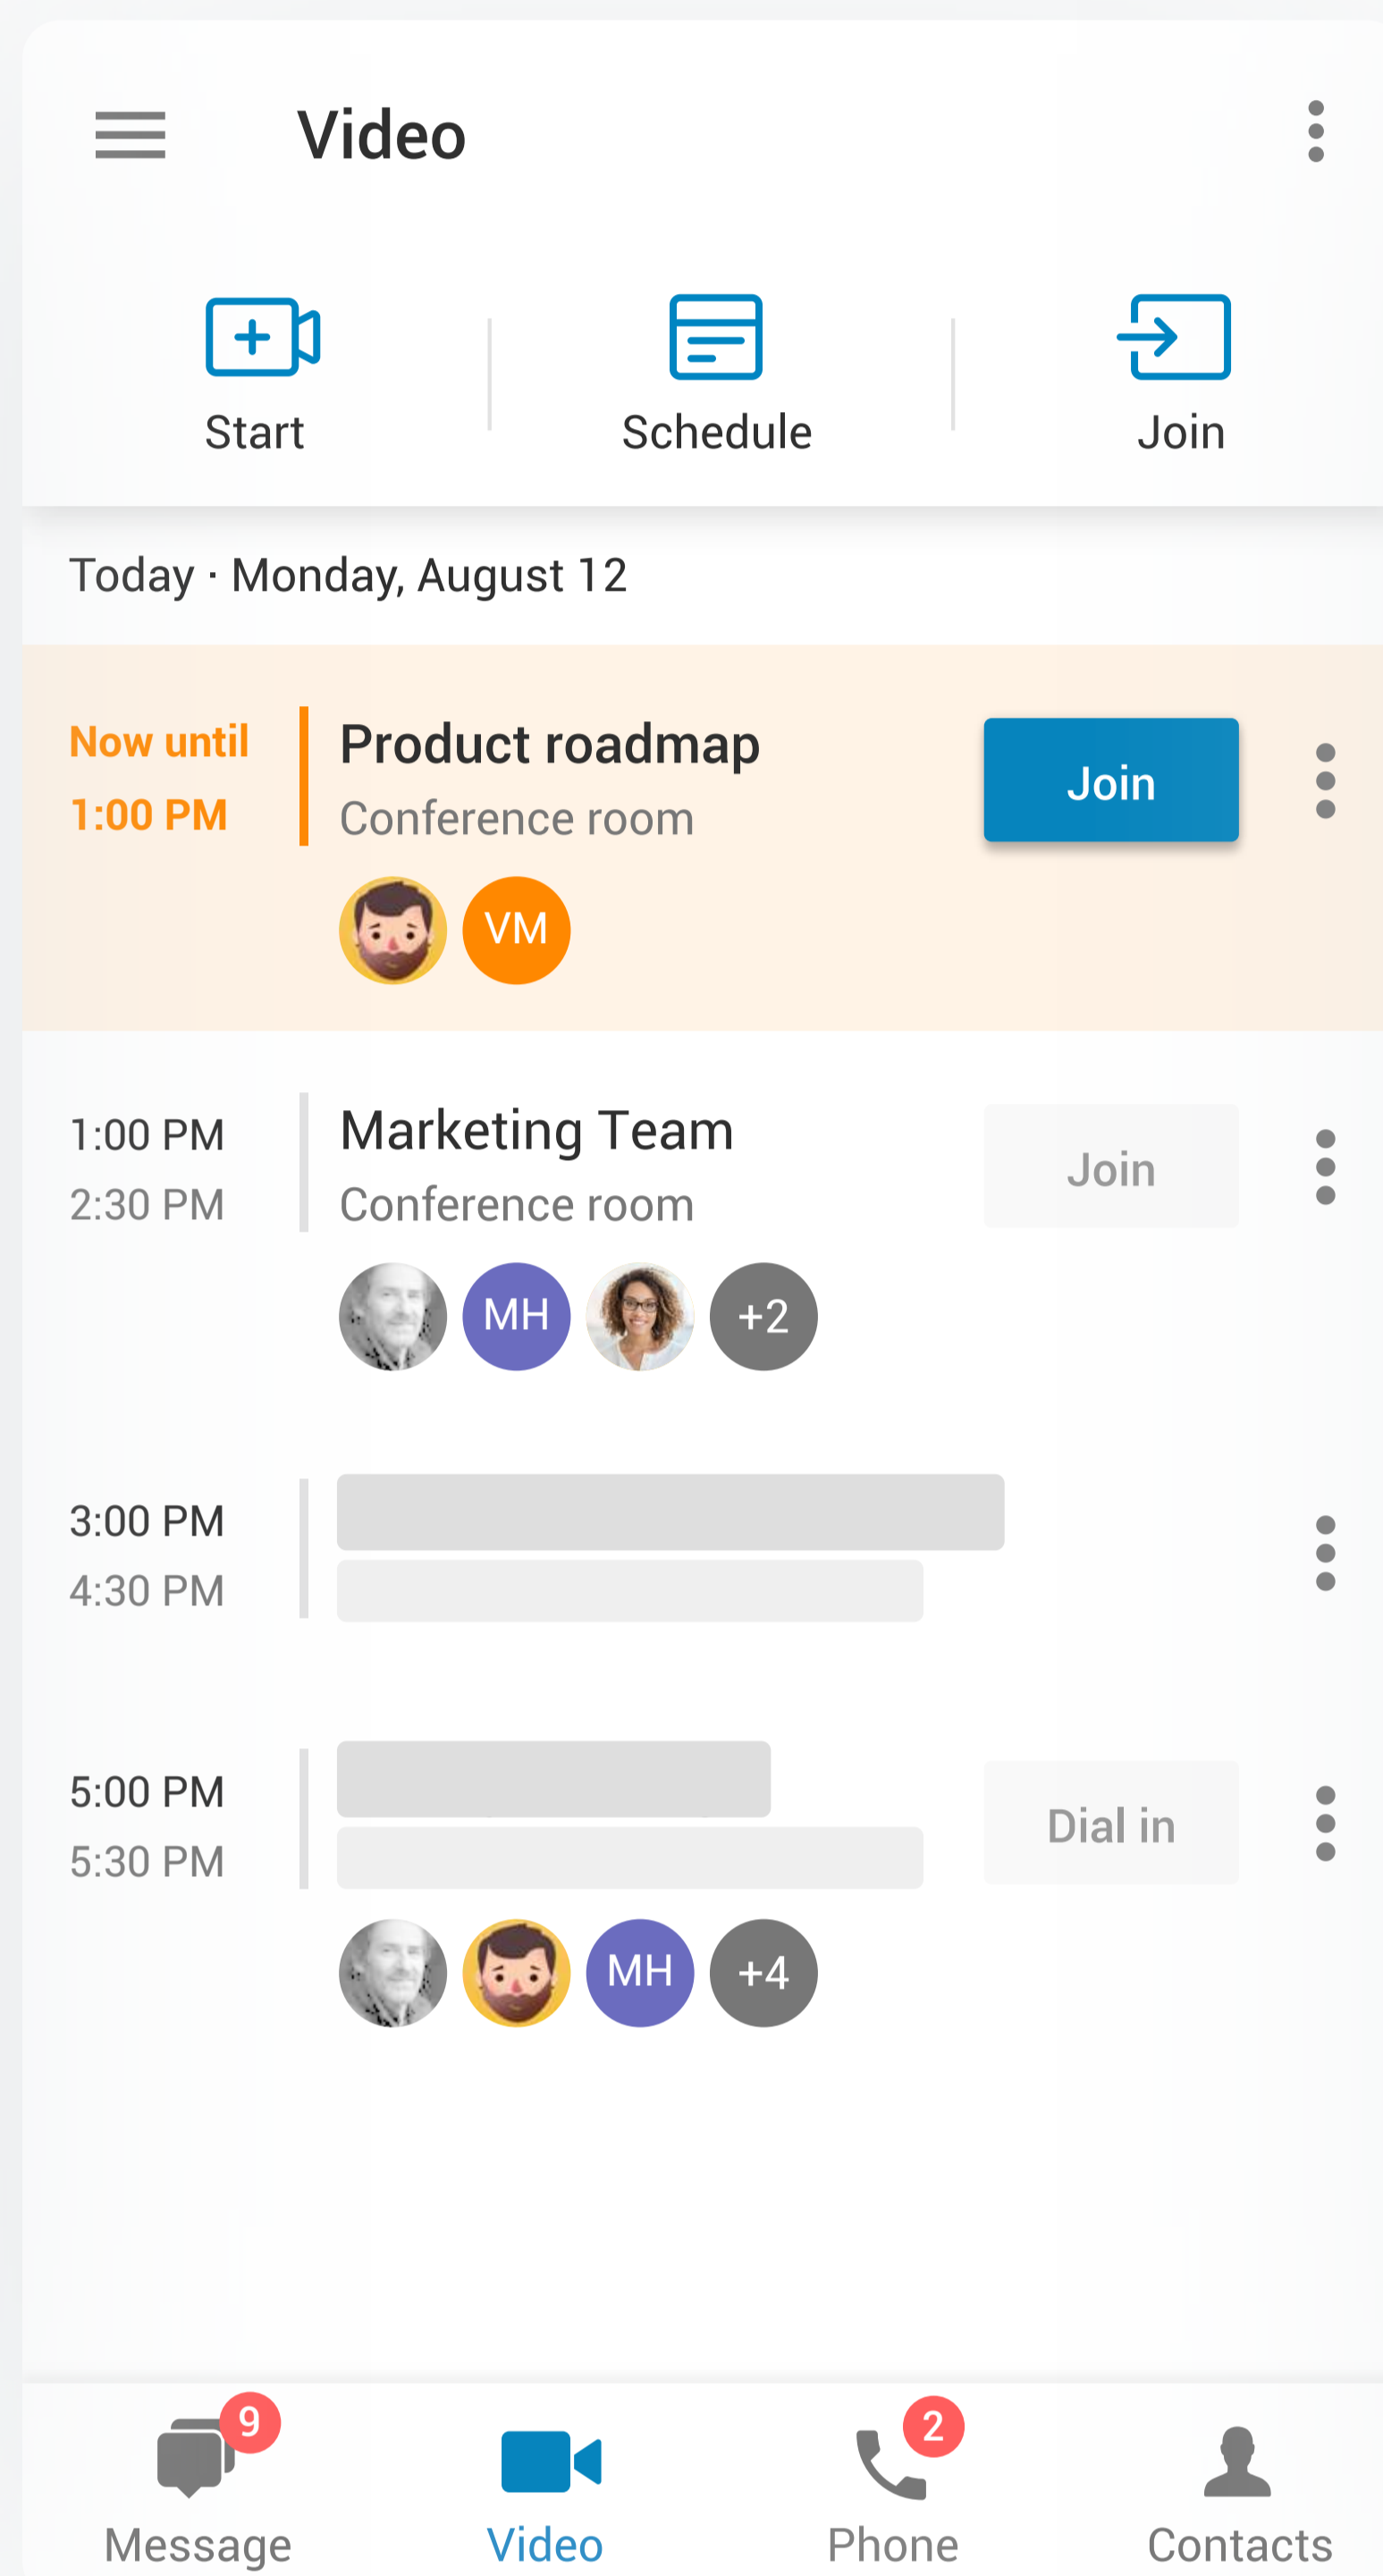 Video
Start
Schedule
Join
Today · Monday, August 12
Now until
1:00 PM
Product roadmap
Conference room
Join
VM
1:00 PM
2:30 PM
Marketing Team
Conference room
Join
MH
+2
3:00 PM
4:30 PM
5:00 PM
5:30 PM
Dial in
MH
+4
9
2
Message
Video
Phone
Contacts